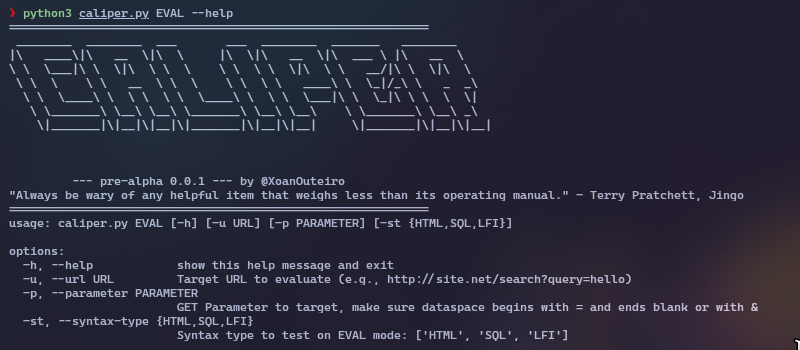 ❯ python3 caliper.py EVAL --help
CALIPER
--- pre-alpha 0.0.1 --- by @XoanOuteiro
"Always be wary of any helpful item that weighs less than its operating manual." - Terry Pratchett, Jingo
usage: caliper.py EVAL [-h] [-u URL] [-p PARAMETER] [-st {HTML,SQL,LFI}]
options:
-h, --help show this help message and exit
-u, --url URL Target URL to evaluate (e.g., http://site.net/search?query=hello)
-p, --parameter PARAMETER
GET Parameter to target, make sure dataspace begins with = and ends blank or with &
-st, --syntax-type {HTML,SQL,LFI}
Syntax type to test on EVAL mode: ['HTML', 'SQL', 'LFI']